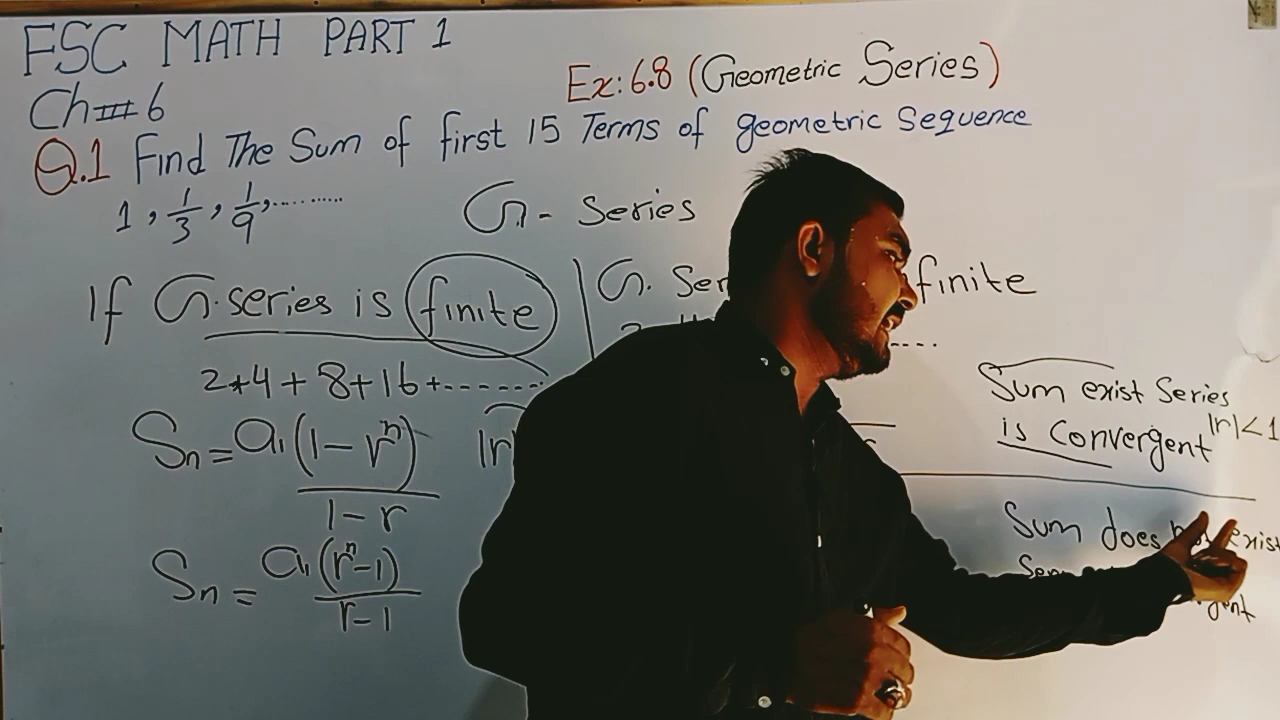 FSC MATH PART 1
Ch # 6
Ex: 6.8 (Geometric Series)
Q.1 Find The Sum of first 15 Terms of geometric Sequence
1, 1/3, 1/9, ..........
G - Series
If G. series is finite
2+4+8+16+-------
Sn = a1(1-r^n)/(1-r)
|r|
Sn = a1(r^n-1)/(r-1)
G. Ser finite
Sum exist Series
is Convergent |r|<1
Sum does exist